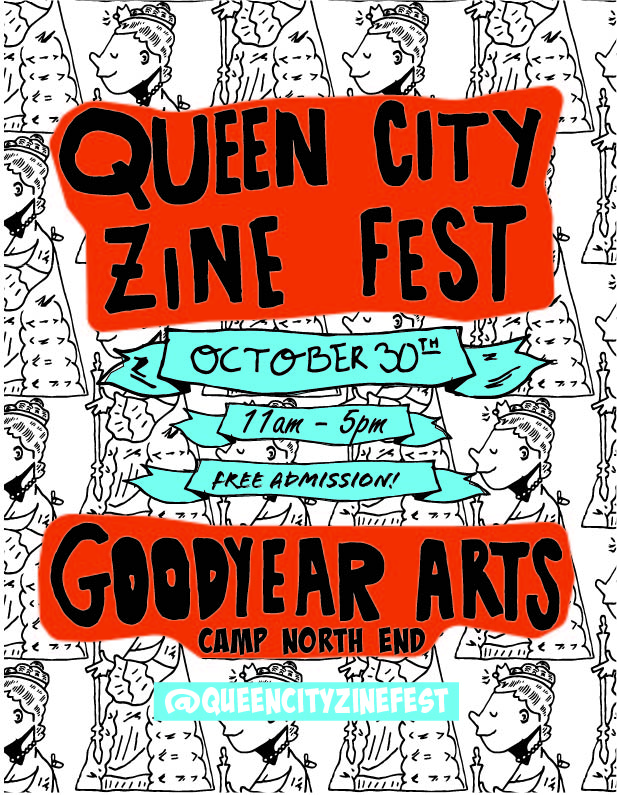 QUEEN CITY
ZiNE FEST
OCTOBER 30TH
11am - 5pm
FREE ADMISSION!
GOODYEAR ARTS
CAMP NORTH END
@QUEENCITYZINEFEST